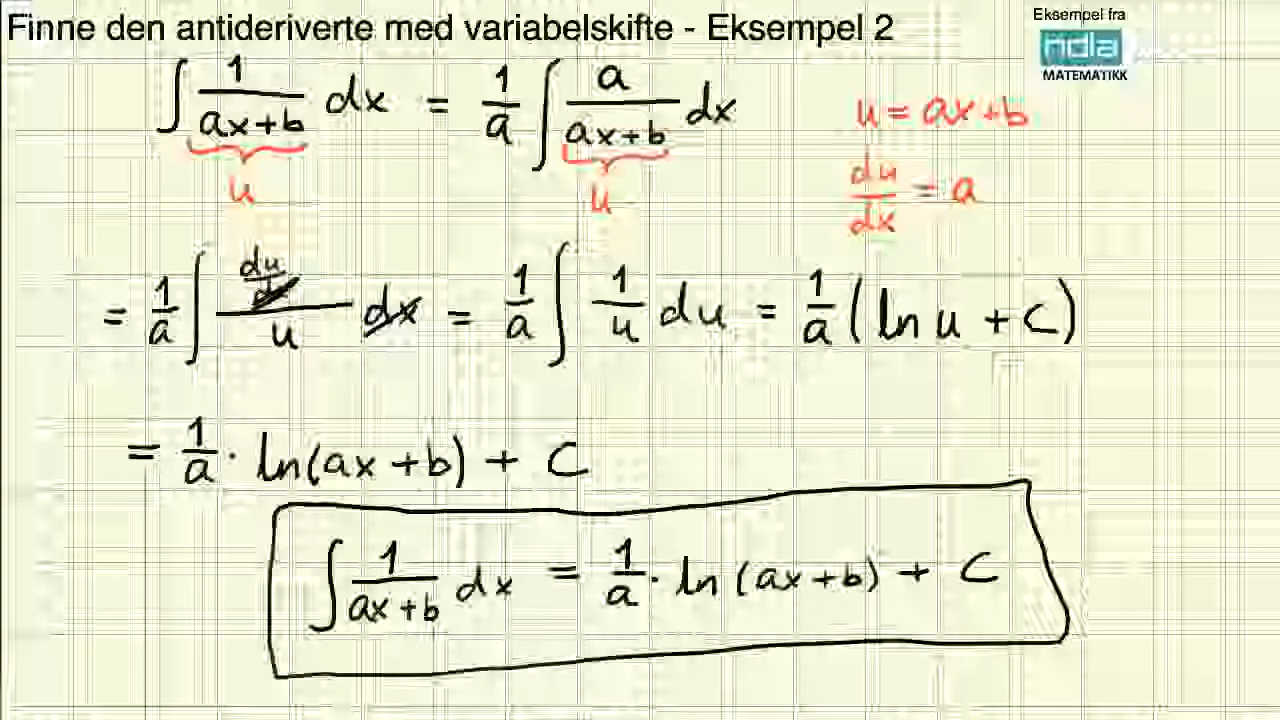 Finne den antideriverte med variabelskifte - Eksempel 2
Eksempel fra
ndla
MATEMATIKK
∫ 1/(ax+b) dx = 1/a ∫ a/(ax+b) dx
u u
u = ax+b
du/dx = a
= 1/a ∫ (du/dx)/u dx = 1/a ∫ 1/u du = 1/a (ln u + C)
= 1/a · ln(ax+b) + C
∫ 1/(ax+b) dx = 1/a · ln (ax+b) + C